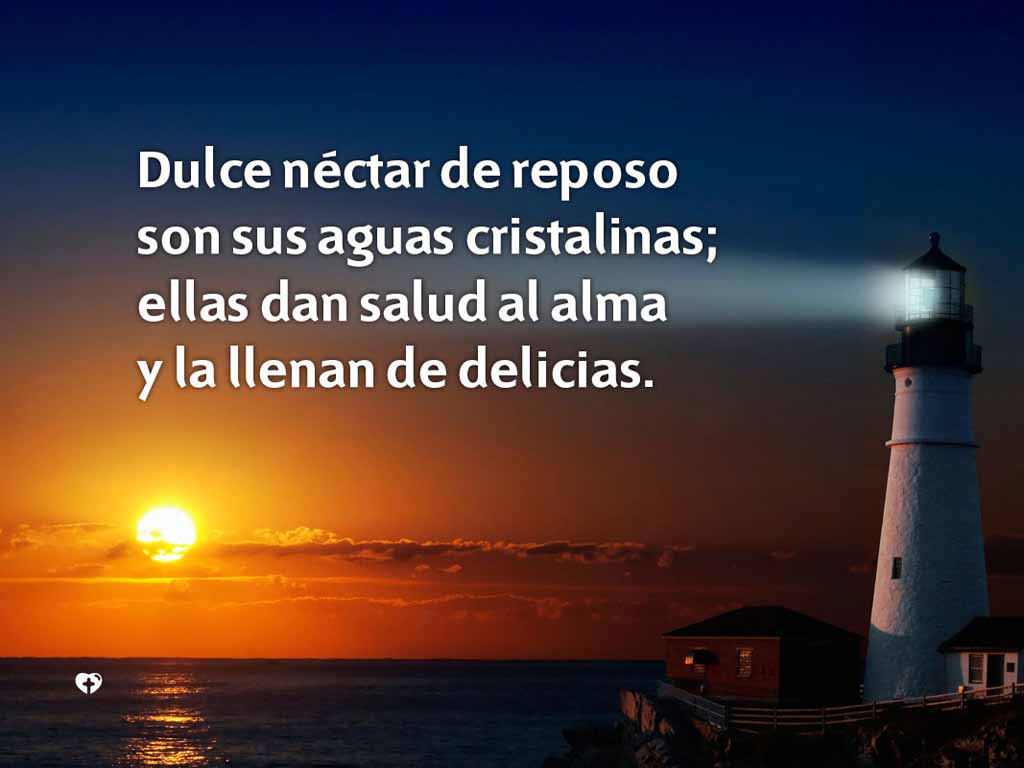 Dulce néctar de reposo
son sus aguas cristalinas;
ellas dan salud al alma
y la llenan de delicias.